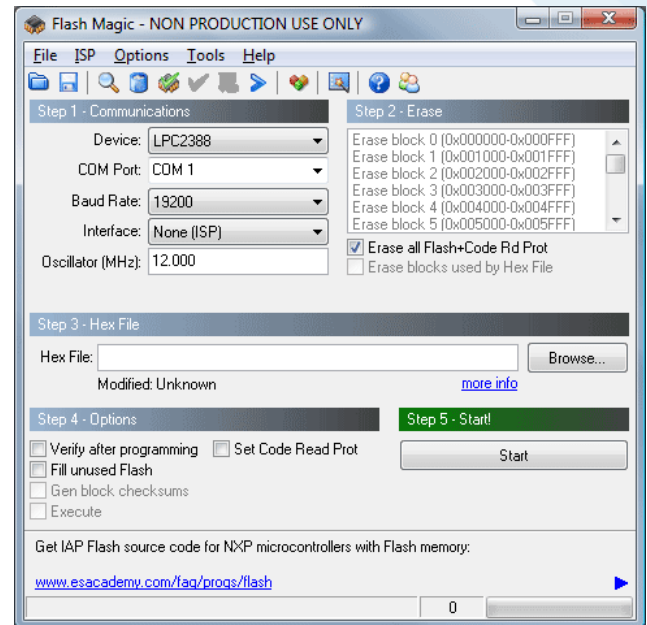 Flash Magic - NON PRODUCTION USE ONLY
File ISP Options Tools Help
Step 1 - Communications
Device: LPC2388
COM Port: COM 1
Baud Rate: 19200
Interface: None (ISP)
Oscillator (MHz): 12.000
Step 2 - Erase
Erase block 0 (0x000000-0x000FFF)
Erase block 1 (0x001000-0x001FFF)
Erase block 2 (0x002000-0x002FFF)
Erase block 3 (0x003000-0x003FFF)
Erase block 4 (0x004000-0x004FFF)
Erase block 5 (0x005000-0x005FFF)
Erase all Flash+Code Rd Prot
Erase blocks used by Hex File
Step 3 - Hex File
Hex File: Browse...
Modified: Unknown more info
Step 4 - Options
Verify after programming Set Code Read Prot
Fill unused Flash
Gen block checksums
Execute
Step 5 - Start!
Start
Get IAP Flash source code for NXP microcontrollers with Flash memory:
www.esacademy.com/faq/progs/flash
0